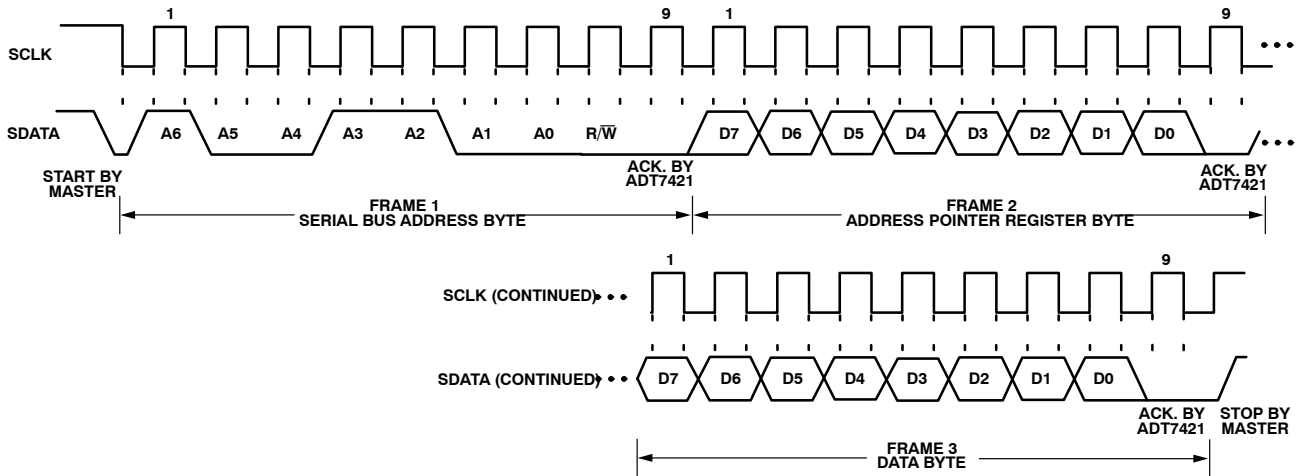 1 9 1 9
SCLK
SDATA A6 A5 A4 A3 A2 A1 A0 R/W̅ D7 D6 D5 D4 D3 D2 D1 D0
START BY
MASTER
ACK. BY
ADT7421
ACK. BY
ADT7421
FRAME 1
SERIAL BUS ADDRESS BYTE
FRAME 2
ADDRESS POINTER REGISTER BYTE
1 9
SCLK (CONTINUED)
SDATA (CONTINUED) D7 D6 D5 D4 D3 D2 D1 D0
ACK. BY
ADT7421
STOP BY
MASTER
FRAME 3
DATA BYTE